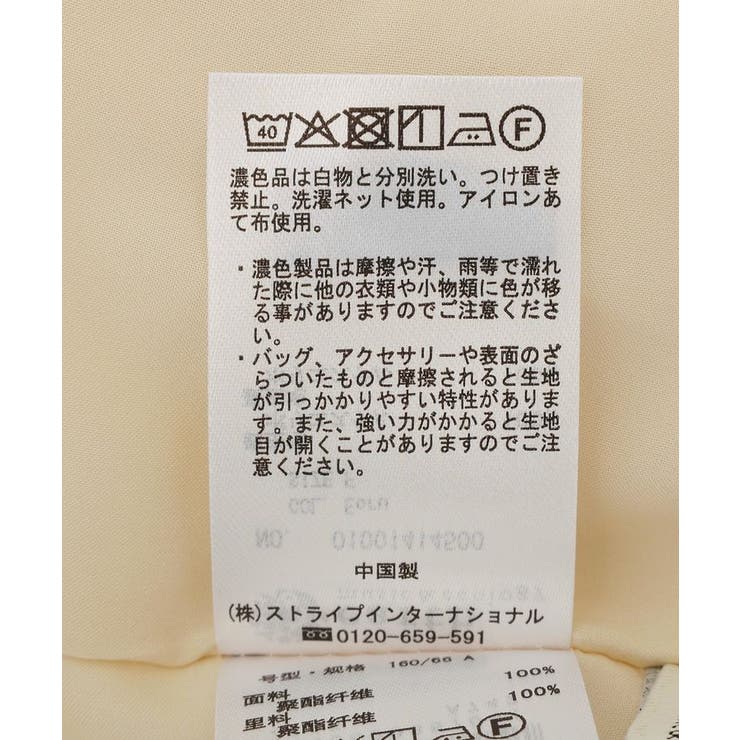 40 F
濃色品は白物と分別洗い。つけ置き
禁止。洗濯ネット使用。アイロンあ
て布使用。
・濃色製品は摩擦や汗、雨等で濡れ
た際に他の衣類や小物類に色が移
る事がありますのでご注意くださ
い。
・バッグ、アクセサリーや表面のざ
らついたものと摩擦されると生地
が引っかかりやすい特性がありま
す。また、強い力がかかると生地
目が開くことがありますのでご注
意ください。
COL. Ecru
NO. 01001414500
中国製
(株)ストライプインターナショナル
0120-659-591
号型・规格 160/66 A
面料 100%
聚酯纤维
里料 100%
聚酯纤维
40 F